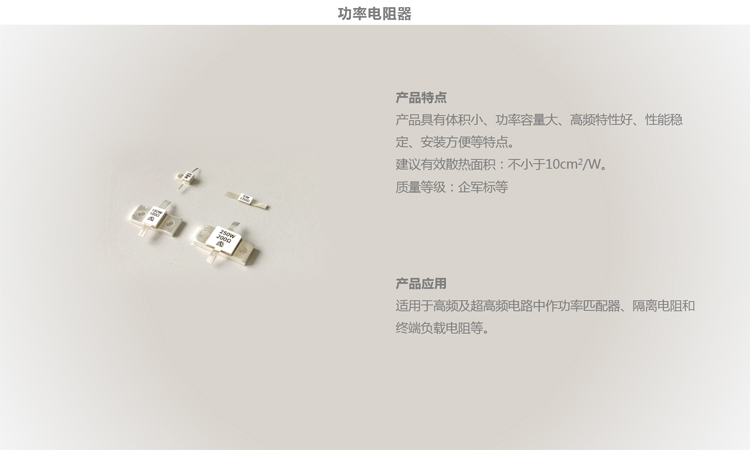 功率电阻器
产品特点
产品具有体积小、功率容量大、高频特性好、性能稳
定、安装方便等特点。
建议有效散热面积：不小于10cm²/W。
质量等级：企军标等
250W
200Ω
产品应用
适用于高频及超高频电路中作功率匹配器、隔离电阻和
终端负载电阻等。